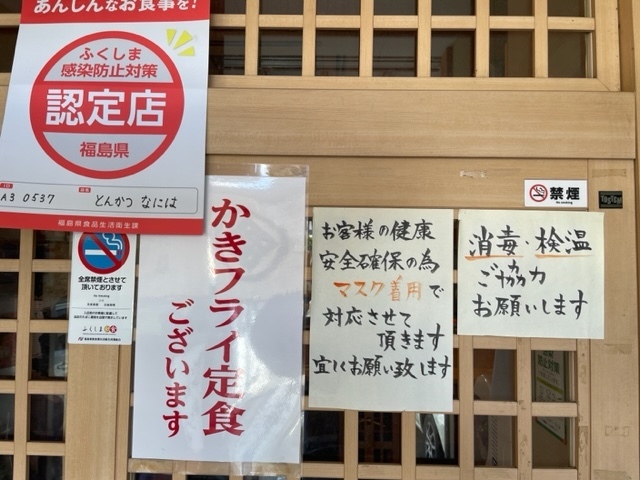 あんしんなお食事を!
ふくしま
感染防止対策
認定店
福島県
A3 0537
とんかつ なには
福島県食品生活衛生課
全席禁煙とさせて
頂いております
ふくしま
かきフライ定食
ございます
お客様の健康
安全確保の為
マスク着用で
対応させて
頂きます
宜しくお願い致します
禁煙
消毒・検温
ご協力
お願いします